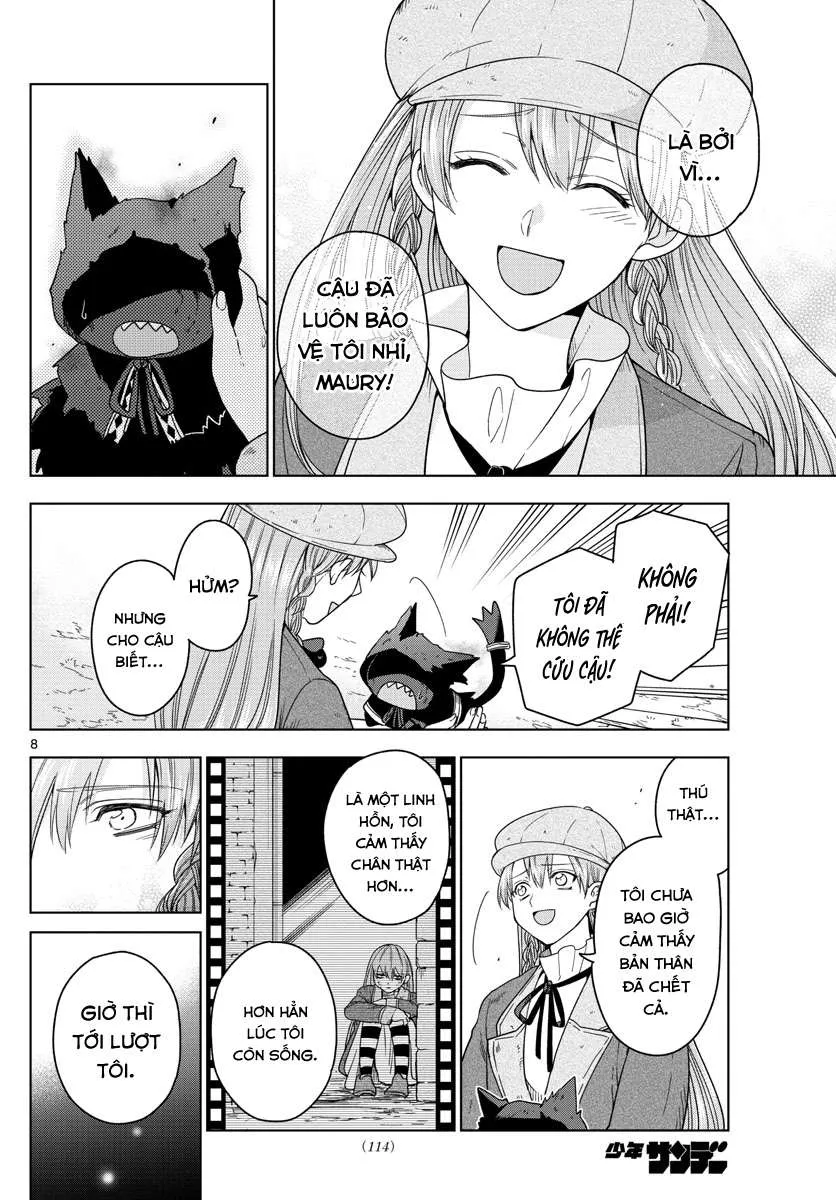 LÀ BỞI
VÌ...
CẬU ĐÃ
LUÔN BẢO
VỆ TÔI NHỈ,
MAURY!
KHÔNG
PHẢI!
TÔI ĐÃ
KHÔNG THỂ
CỨU CẬU!
HỬM?
NHƯNG
CHO CẬU
BIẾT...
8
THÚ
THẬT...
TÔI CHƯA
BAO GIỜ
CẢM THẤY
BẢN THÂN
ĐÃ CHẾT
CẢ.
LÀ MỘT LINH
HỒN, TÔI
CẢM THẤY
CHÂN THẬT
HƠN...
HƠN HẲN
LÚC TÔI
CÒN SỐNG.
GIỜ THÌ
TỚI LƯỢT
TÔI.
(114)
少年サンデー